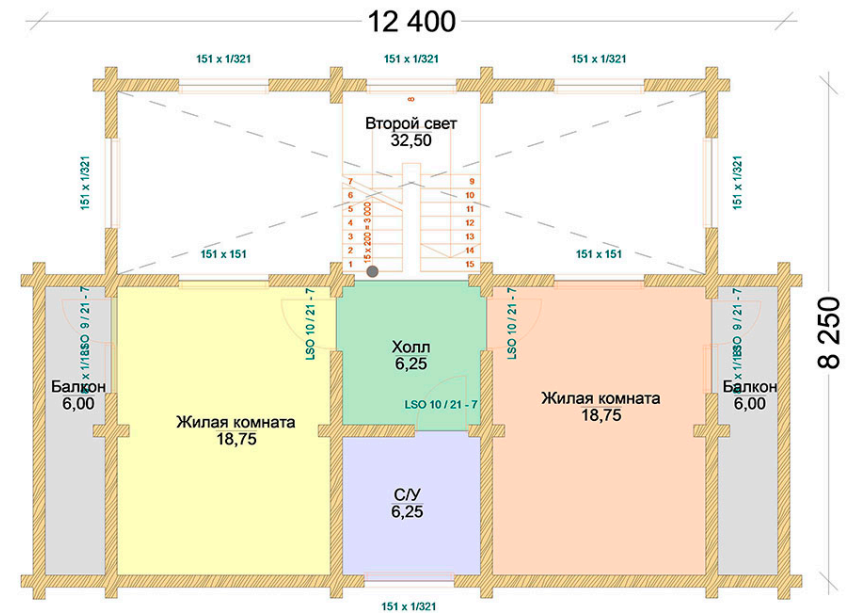 12 400
151 x 1/321
151 x 1/321
151 x 1/321
8
Второй свет
32,50
151 x 1/321
151 x 1/321
7
9
6
10
5
11
4
12
3
13
2
14
1
15
15 x 200 = 3 000
151 x 151
151 x 151
LSO 9 / 21 - 7
LSO 10 / 21 - 7
LSO 10 / 21 - 7
LSO 9 / 21 - 7
8 250
Холл
6,25
Балкон
6,00
Жилая комната
18,75
LSO 10 / 21 - 7
Жилая комната
18,75
Балкон
6,00
С/У
6,25
151 x 1/321